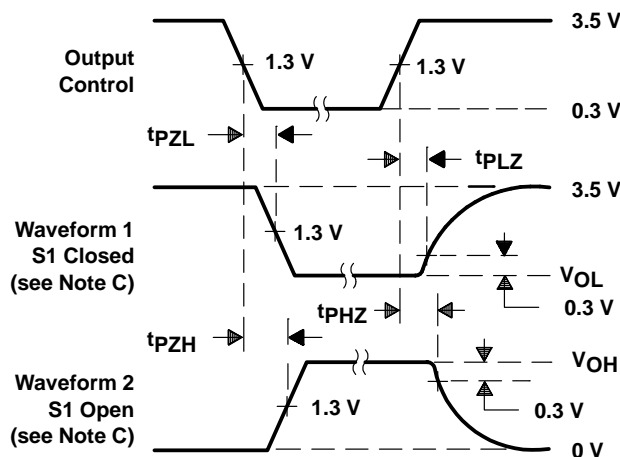 3.5 V
Output
Control
1.3 V
1.3 V
0.3 V
tPZL
tPLZ
3.5 V
Waveform 1
S1 Closed
(see Note C)
1.3 V
VOL
0.3 V
tPHZ
tPZH
VOH
Waveform 2
S1 Open
(see Note C)
1.3 V
0.3 V
0 V